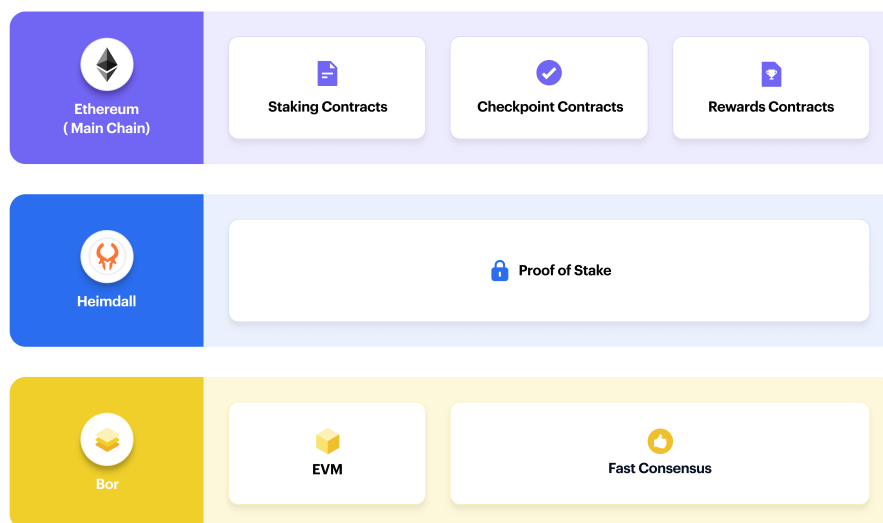 Ethereum
( Main Chain)
Staking Contracts
Checkpoint Contracts
Rewards Contracts
Heimdall
Proof of Stake
Bor
EVM
Fast Consensus